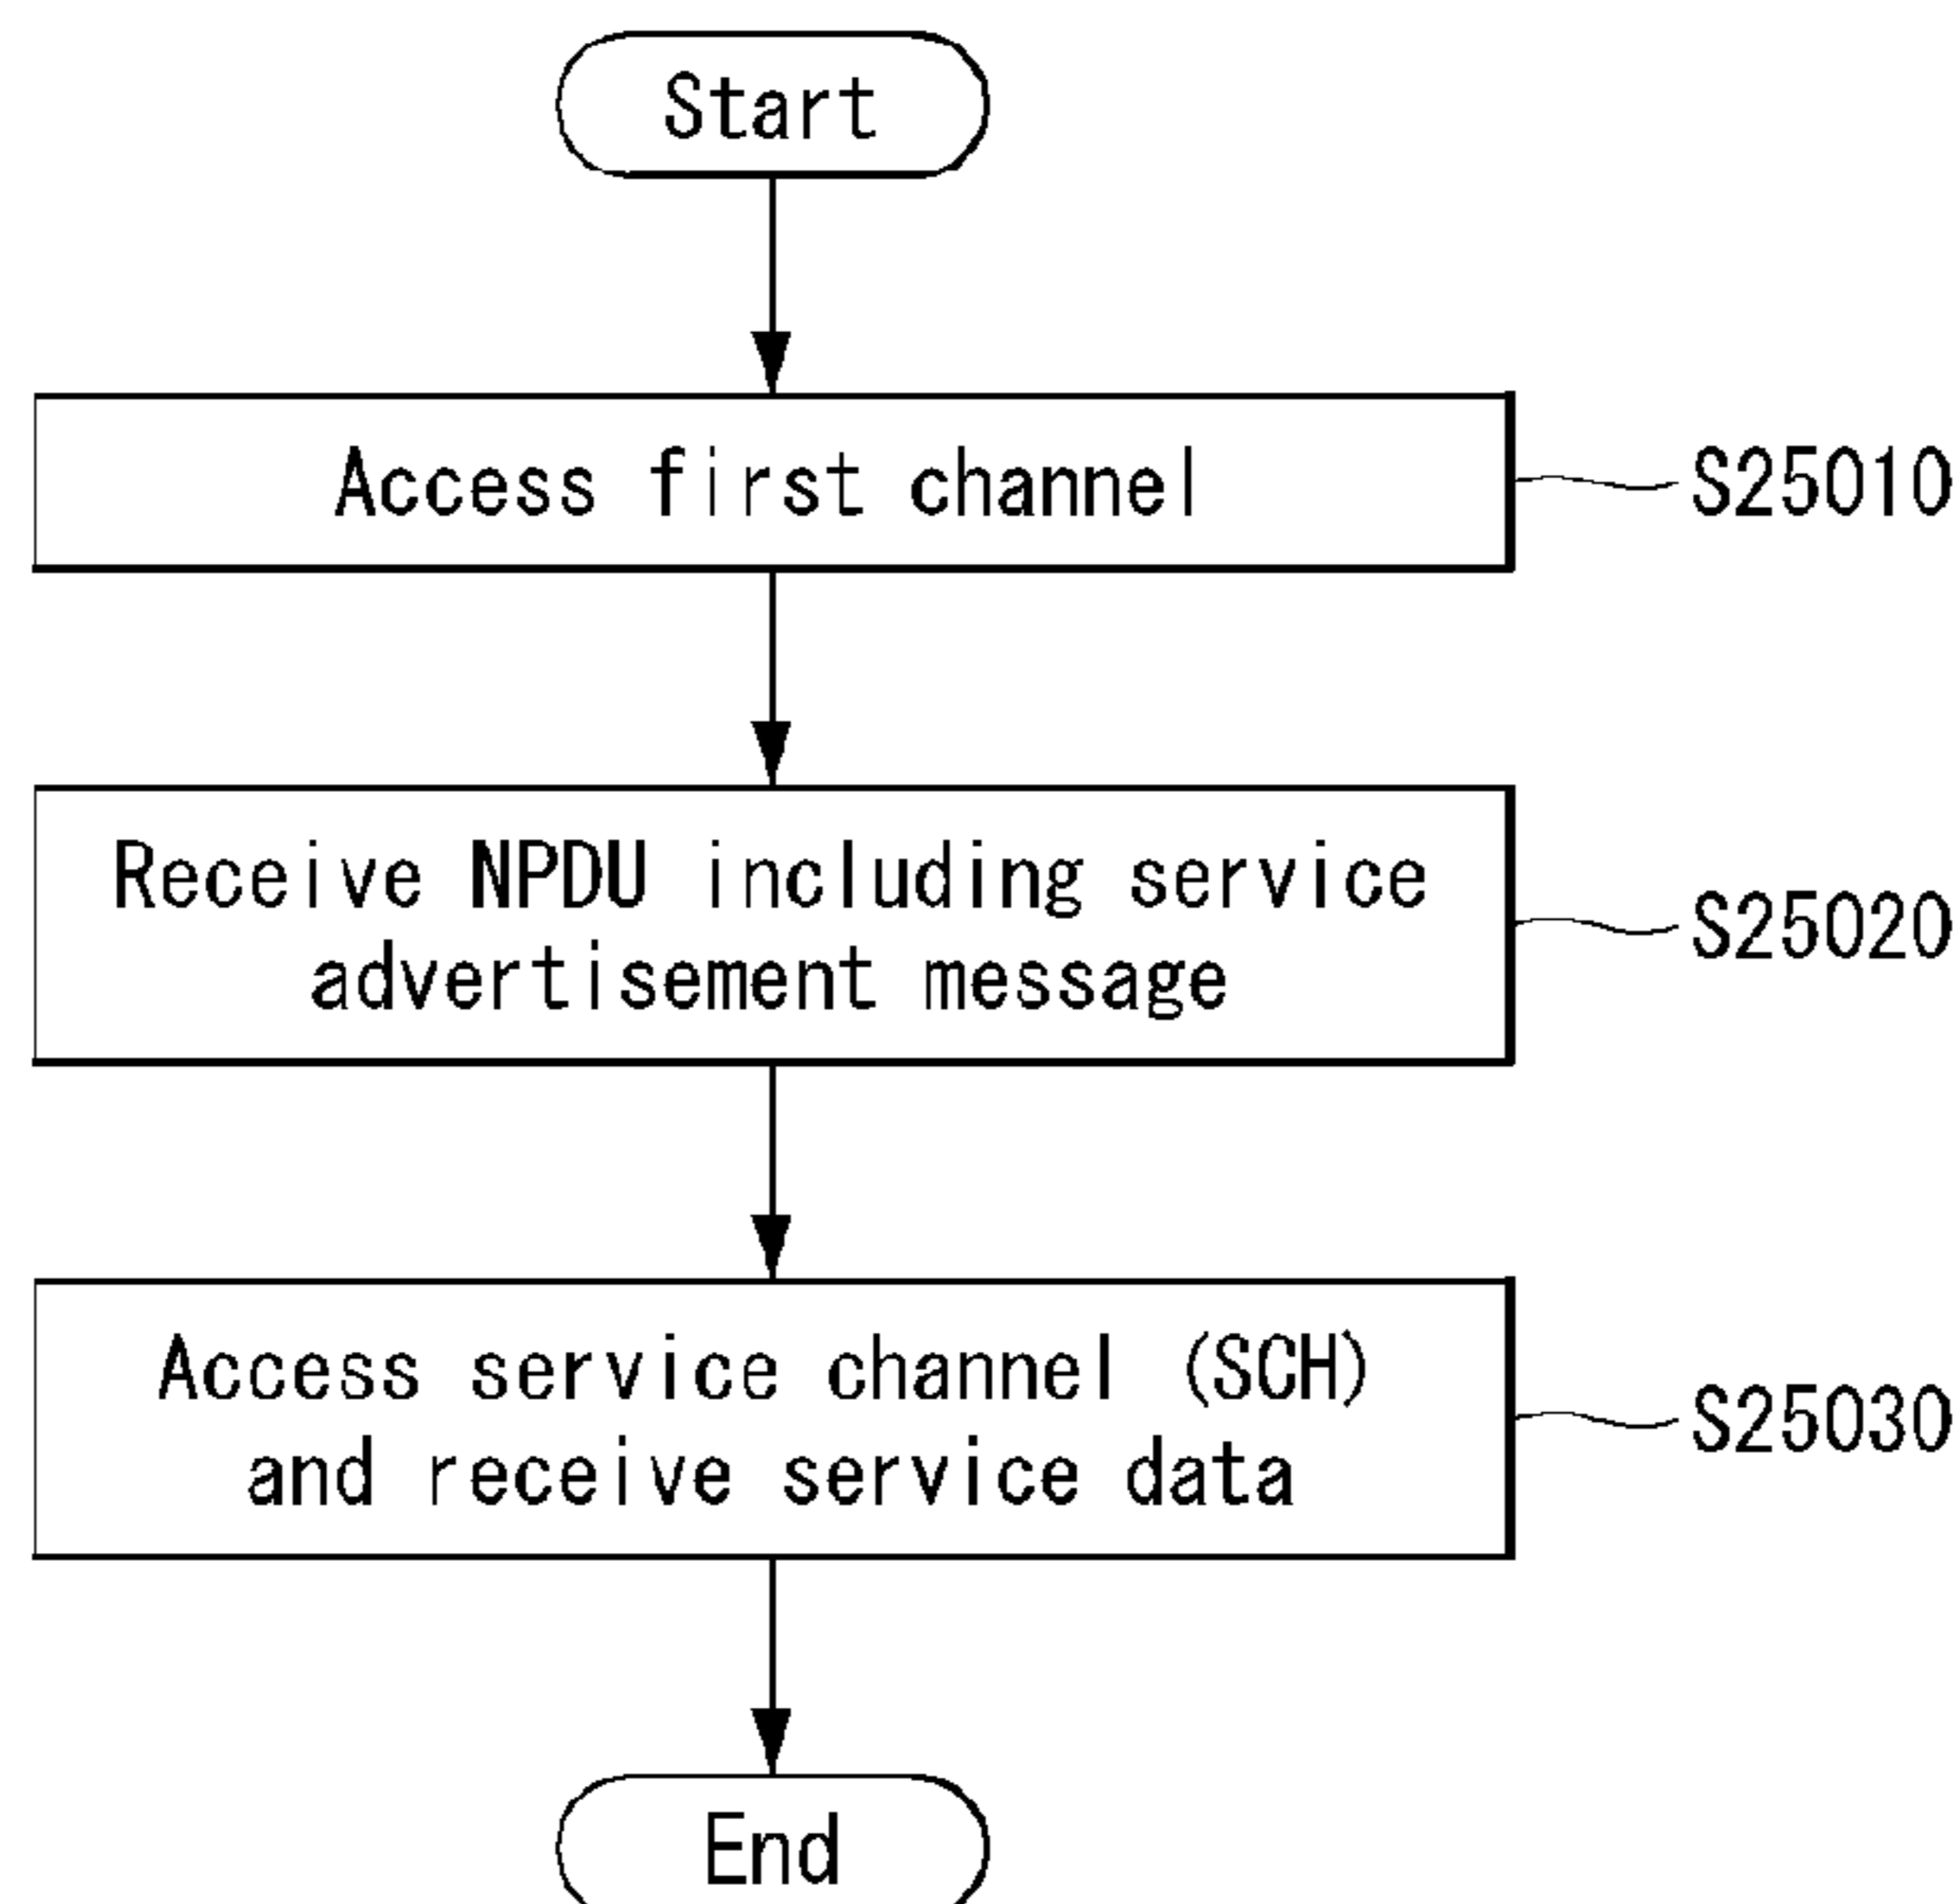 Start
Access first channel
S25010
Receive NPDU including service
advertisement message
S25020
Access service channel (SCH)
and receive service data
S25030
End